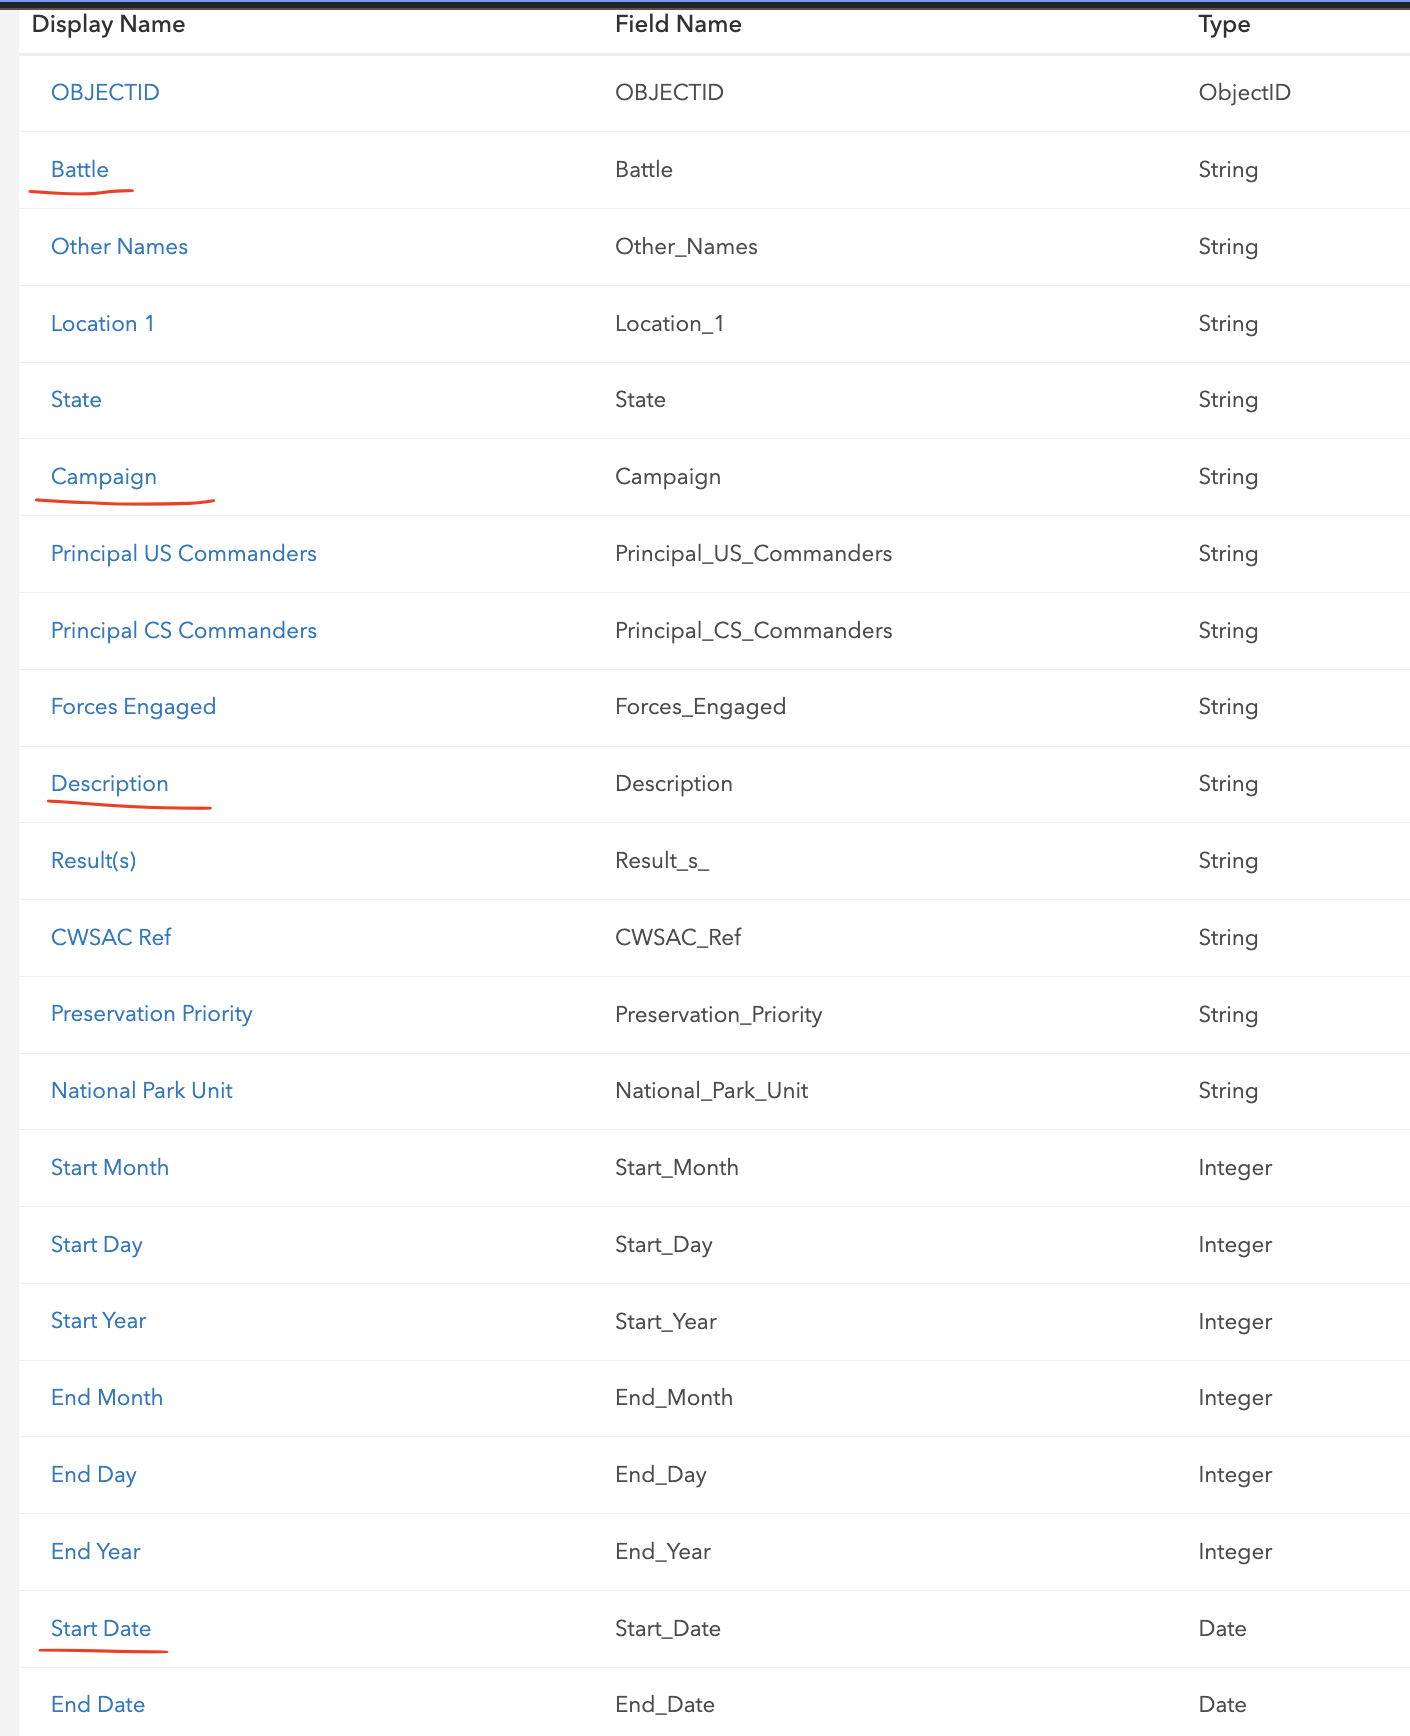 Display Name Field Name Type
OBJECTID OBJECTID ObjectID
Battle Battle String
Other Names Other_Names String
Location 1 Location_1 String
State State String
Campaign Campaign String
Principal US Commanders Principal_US_Commanders String
Principal CS Commanders Principal_CS_Commanders String
Forces Engaged Forces_Engaged String
Description Description String
Result(s) Result_s_ String
CWSAC Ref CWSAC_Ref String
Preservation Priority Preservation_Priority String
National Park Unit National_Park_Unit String
Start Month Start_Month Integer
Start Day Start_Day Integer
Start Year Start_Year Integer
End Month End_Month Integer
End Day End_Day Integer
End Year End_Year Integer
Start Date Start_Date Date
End Date End_Date Date